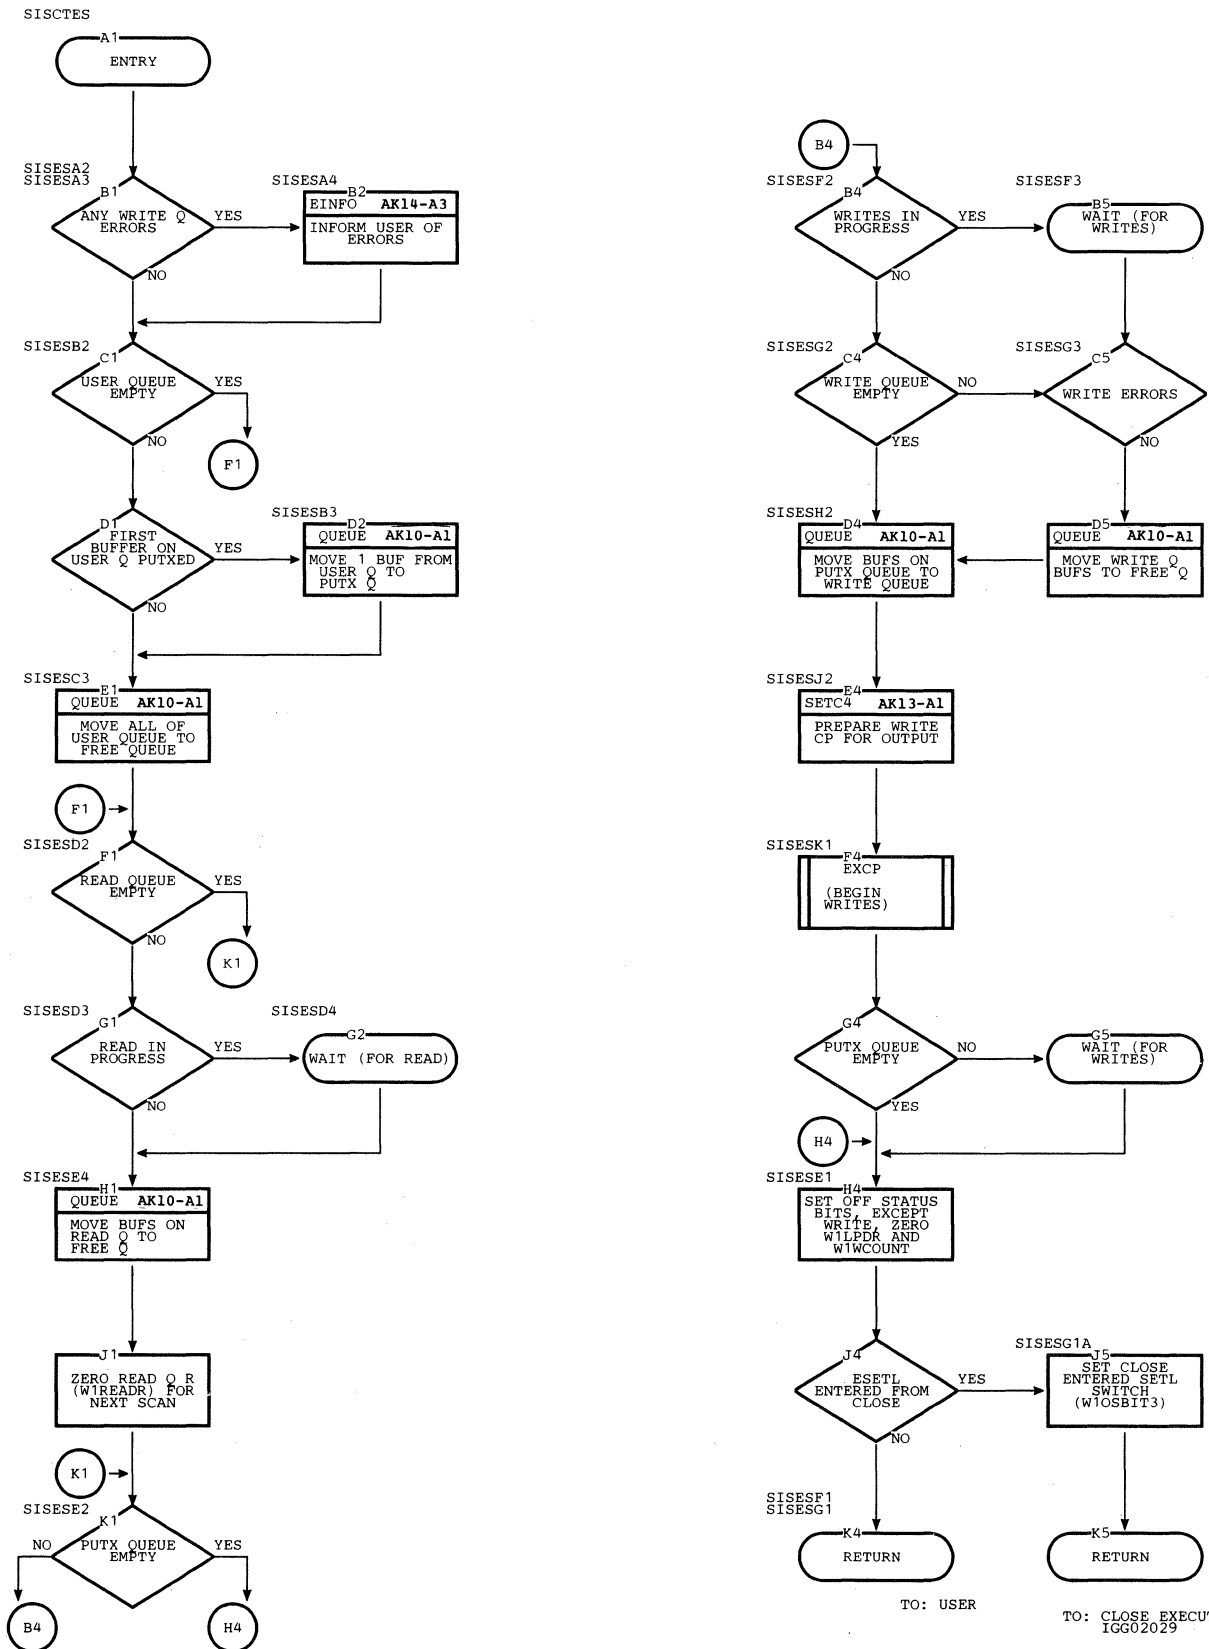 SISCTES
A1
ENTRY
SISESA2
SISESA3
B1
ANY WRITE Q
ERRORS
YES
NO
SISESA4
B2
EINFO AK14-A3
INFORM USER OF
ERRORS
SISESB2
C1
USER QUEUE
EMPTY
YES
NO
F1
D1
FIRST
BUFFER ON
USER Q PUTXED
YES
NO
SISESB3
D2
QUEUE AK10-A1
MOVE 1 BUF FROM
USER Q TO
PUTX Q
SISESC3
E1
QUEUE AK10-A1
MOVE ALL OF
USER QUEUE TO
FREE QUEUE
F1
SISESD2
F1
READ QUEUE
EMPTY
YES
NO
K1
SISESD3
G1
READ IN
PROGRESS
YES
NO
SISESD4
G2
WAIT (FOR READ)
SISESE4
H1
QUEUE AK10-A1
MOVE BUFS ON
READ Q TO
FREE Q
J1
ZERO READ Q R
(W1READR) FOR
NEXT SCAN
K1
SISESE2
K1
PUTX QUEUE
EMPTY
NO
YES
B4
H4
B4
SISESF2
B4
WRITES IN
PROGRESS
YES
NO
SISESF3
B5
WAIT (FOR
WRITES)
SISESG2
C4
WRITE QUEUE
EMPTY
NO
YES
SISESG3
C5
WRITE ERRORS
NO
SISESH2
D4
QUEUE AK10-A1
MOVE BUFS ON
PUTX QUEUE TO
WRITE QUEUE
D5
QUEUE AK10-A1
MOVE WRITE Q
BUFS TO FREE Q
SISESJ2
E4
SETC4 AK13-A1
PREPARE WRITE
CP FOR OUTPUT
SISESK1
F4
EXCP
(BEGIN
WRITES)
G4
PUTX QUEUE
EMPTY
NO
YES
G5
WAIT (FOR
WRITES)
H4
SISESE1
H4
SET OFF STATUS
BITS, EXCEPT
WRITE, ZERO
W1LPDR AND
W1WCOUNT
J4
ESETL
ENTERED FROM
CLOSE
YES
NO
SISESG1A
J5
SET CLOSE
ENTERED SETL
SWITCH
(W1OSBIT3)
SISESF1
SISESG1
K4
RETURN
TO: USER
K5
RETURN
TO: CLOSE
IGG02029